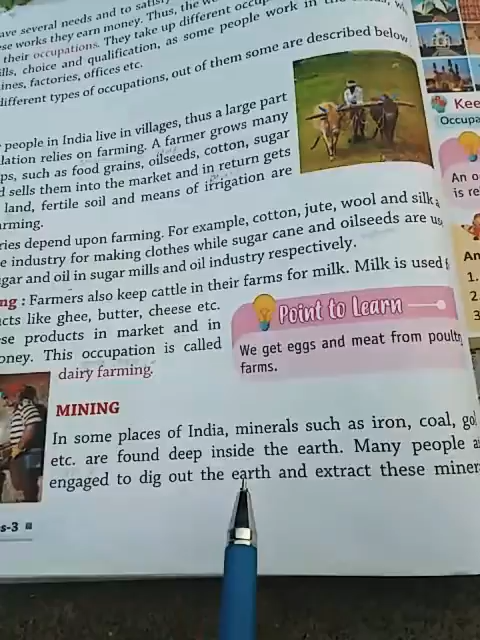 ave several needs and to satisfy
se works they earn money. Thus, the w
their occupations. They take up different occup
ills, choice and qualification, as some people work in
ines, factories, offices etc.
different types of occupations, out of them some are described below
people in India live in villages, thus a large part
lation relies on farming. A farmer grows many
ps, such as food grains, oilseeds, cotton, sugar
d sells them into the market and in return gets
land, fertile soil and means of irrigation are
rming.
ries depend upon farming. For example, cotton, jute, wool and silk
e industry for making clothes while sugar cane and oilseeds are us
gar and oil in sugar mills and oil industry respectively.
ng : Farmers also keep cattle in their farms for milk. Milk is used
cts like ghee, butter, cheese etc.
se products in market and in
oney. This occupation is called
dairy farming.
Point to Learn
We get eggs and meat from poultry
farms.
MINING
In some places of India, minerals such as iron, coal, gol
etc. are found deep inside the earth. Many people a
engaged to dig out the earth and extract these miner
s-3
Kee
Occupa
An o
is re
An
1.
2.
3